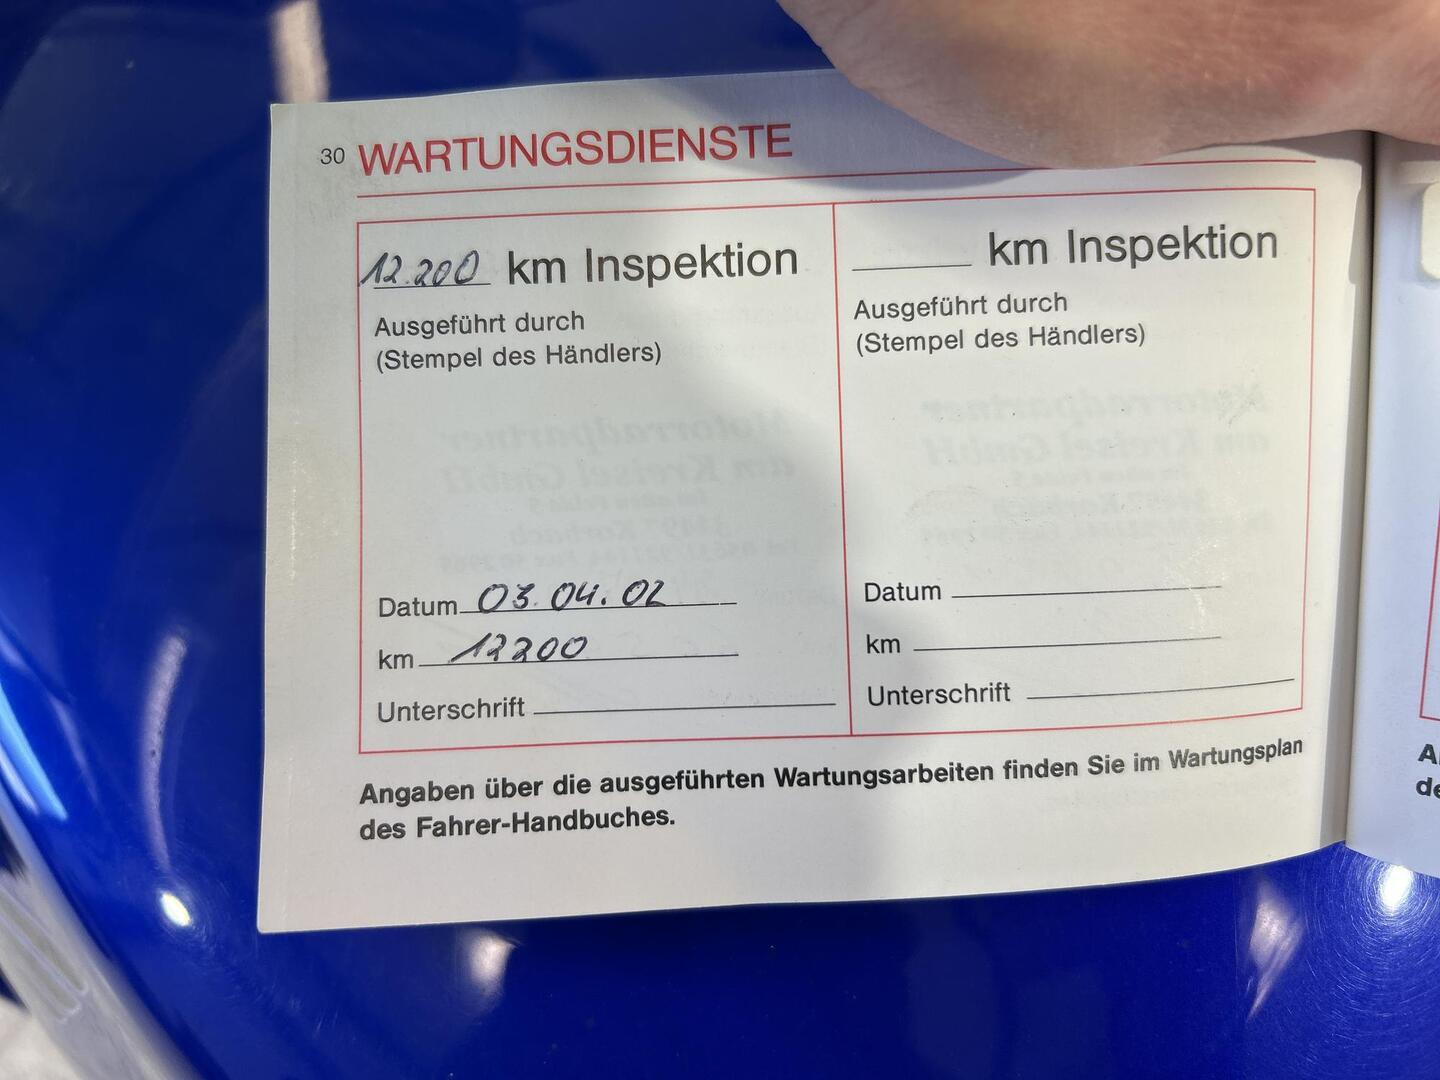 30 WARTUNGSDIENSTE
12.200 km Inspektion
Ausgeführt durch
(Stempel des Händlers)
Datum 03.04.02
km 12200
Unterschrift
km Inspektion
Ausgeführt durch
(Stempel des Händlers)
Datum
km
Unterschrift
Angaben über die ausgeführten Wartungsarbeiten finden Sie im Wartungsplan
des Fahrer-Handbuches.